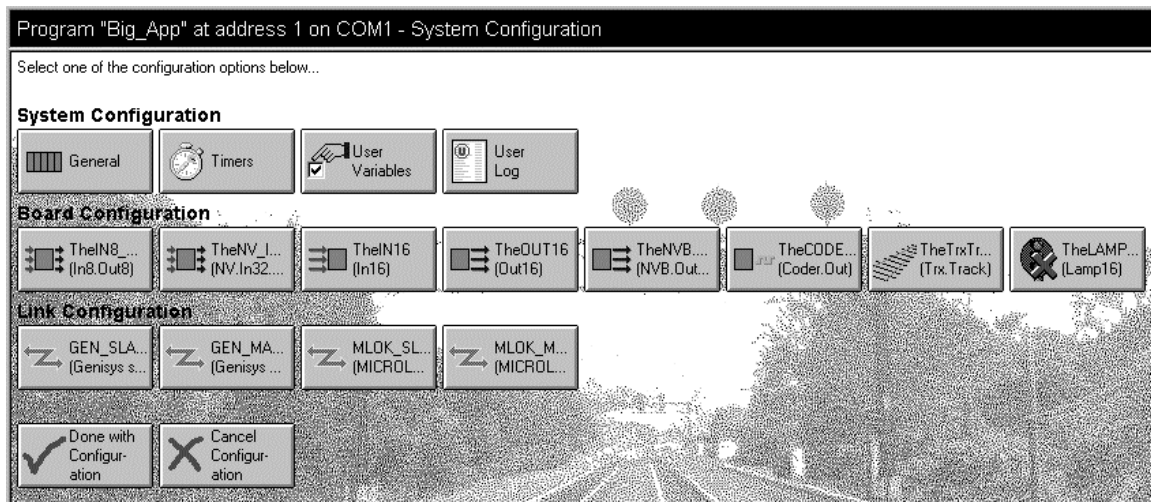 Program "Big_App" at address 1 on COM1 - System Configuration
Select one of the configuration options below...
System Configuration
General
Timers
User
Variables
User
Log
Board Configuration
TheIN8_...
(In8.Out8)
TheNV_I...
(NV.In32....
TheIN16
(In16)
TheOUT16
(Out16)
TheNVB....
(NVB.Out...
TheCODE...
(Coder.Out)
TheTrxTr...
(Trx.Track)
TheLAMP...
(Lamp16)
Link Configuration
GEN_SLA...
(Genisys s...
GEN_MA...
(Genisys ...
MLOK_SL...
(MICROL...
MLOK_M...
(MICROL...
Done with
Configur-
ation
Cancel
Configur-
ation